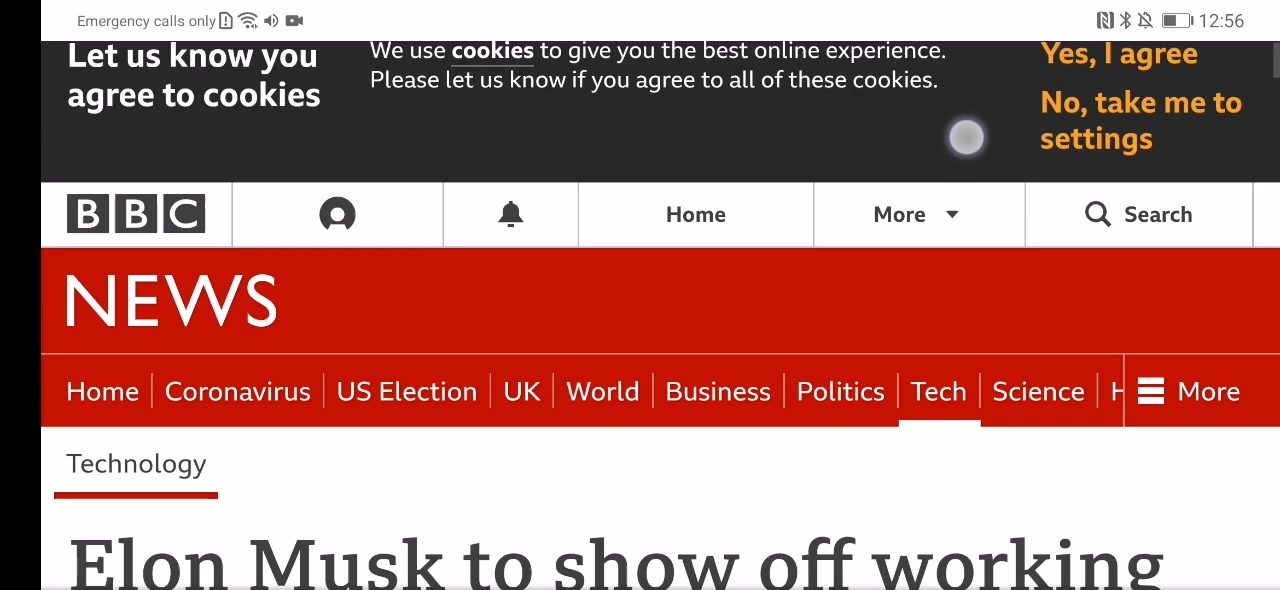 Emergency calls only
12:56
Let us know you
agree to cookies
We use cookies to give you the best online experience.
Please let us know if you agree to all of these cookies.
Yes, I agree
No, take me to
settings
BBC
Home
More
Search
NEWS
Home
Coronavirus
US Election
UK
World
Business
Politics
Tech
Science
More
Technology
Elon Musk to show off working